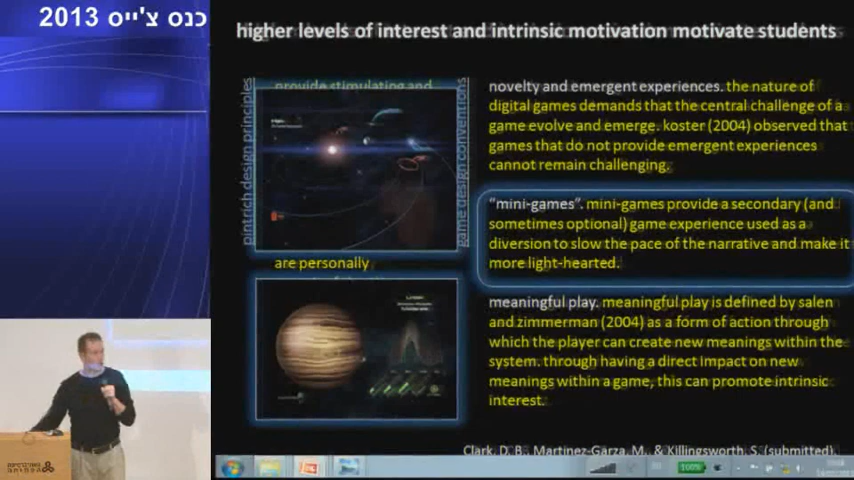 כנס צ'ייס 2013
higher levels of interest and intrinsic motivation motivate students
provide stimulating and
pintrich design principles
game design conventions
are personally
novelty and emergent experiences. the nature of
digital games demands that the central challenge of a
game evolve and emerge. koster (2004) observed that
games that do not provide emergent experiences
cannot remain challenging.
"mini-games". mini-games provide a secondary (and
sometimes optional) game experience used as a
diversion to slow the pace of the narrative and make it
more light-hearted.
meaningful play. meaningful play is defined by salen
and zimmerman (2004) as a form of action through
which the player can create new meanings within the
system. through having a direct impact on new
meanings within a game, this can promote intrinsic
interest.
Clark, D. B., Martinez-Garza, M., & Killingsworth, S. (submitted).
100%